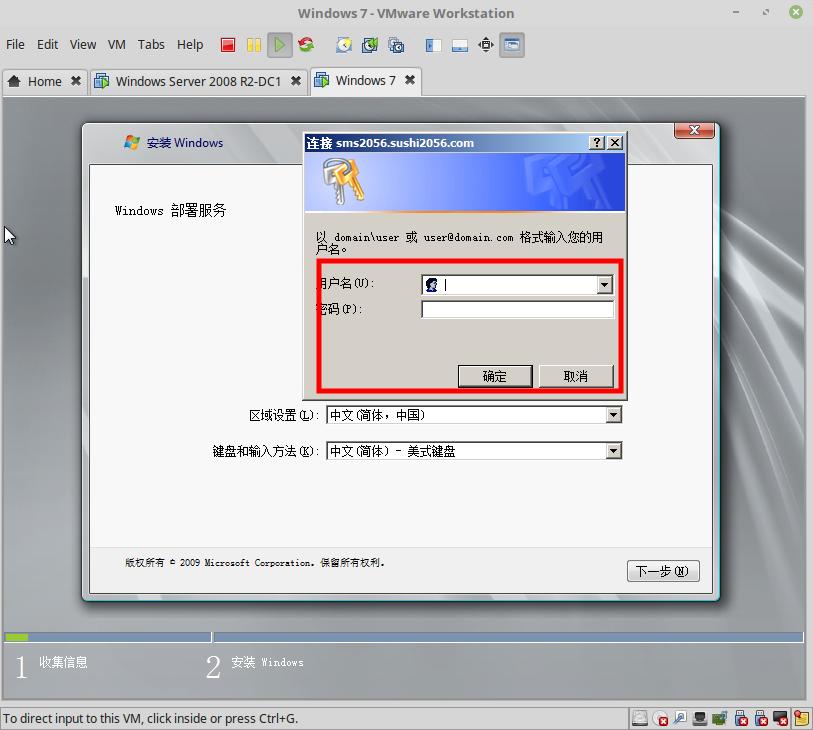 Windows 7 - VMware Workstation
File Edit View VM Tabs Help
Home Windows Server 2008 R2-DC1 Windows 7
安装 Windows
连接 sms2056.sushi2056.com
Windows 部署服务
以 domain\user 或 user@domain.com 格式输入您的用
户名。
用户名(U):
密码(P):
确定 取消
区域设置(L): 中文(简体，中国)
键盘和输入方法(K): 中文(简体) - 美式键盘
版权所有 © 2009 Microsoft Corporation。保留所有权利。
下一步(N)
1 收集信息 2 安装 Windows
To direct input to this VM, click inside or press Ctrl+G.